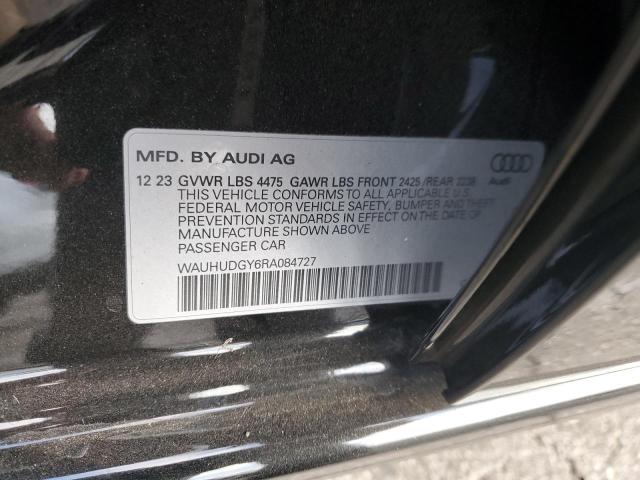 MFD. BY AUDI AG
12 23 GVWR LBS 4475 GAWR LBS FRONT 2425 /REAR 2238
THIS VEHICLE CONFORMS TO ALL APPLICABLE U.S.
FEDERAL MOTOR VEHICLE SAFETY, BUMPER AND THEFT
PREVENTION STANDARDS IN EFFECT ON THE DATE OF
MANUFACTURE SHOWN ABOVE
PASSENGER CAR
WAUHUDGY6RA084727
Audi